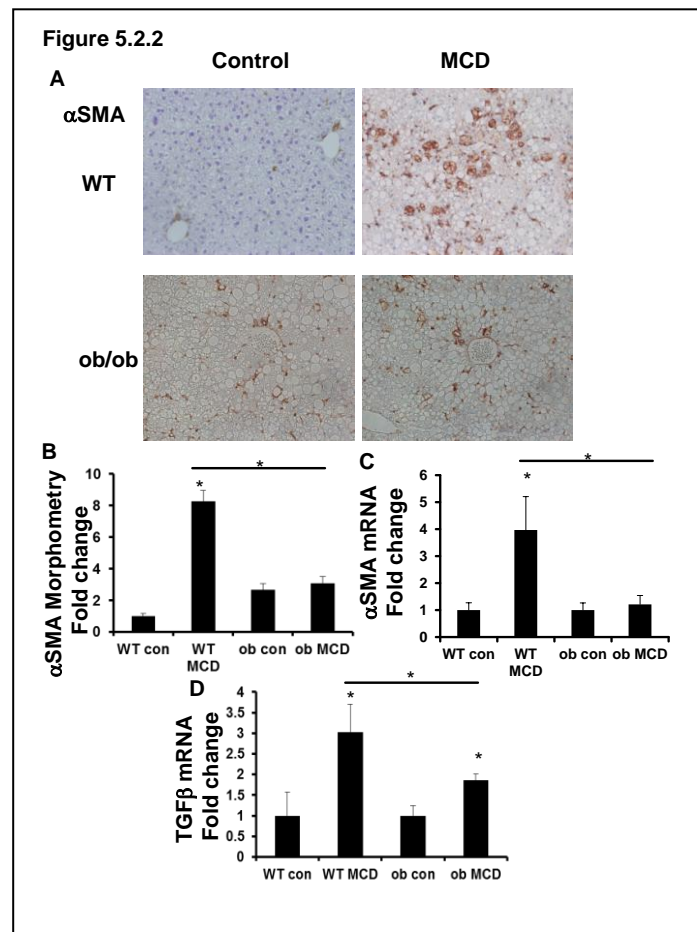 Figure 5.2.2
Control MCD
A
αSMA
WT
ob/ob
B
αSMA Morphometry
Fold change
10
8
6
4
2
0
*
*
WT con WT MCD ob con ob MCD
C
αSMA mRNA
Fold change
6
5
4
3
2
1
0
*
*
WT con WT MCD ob con ob MCD
D
TGFβ mRNA
Fold change
3.5
3
2.5
2
1.5
1
0.5
0
*
*
*
WT con WT MCD ob con ob MCD